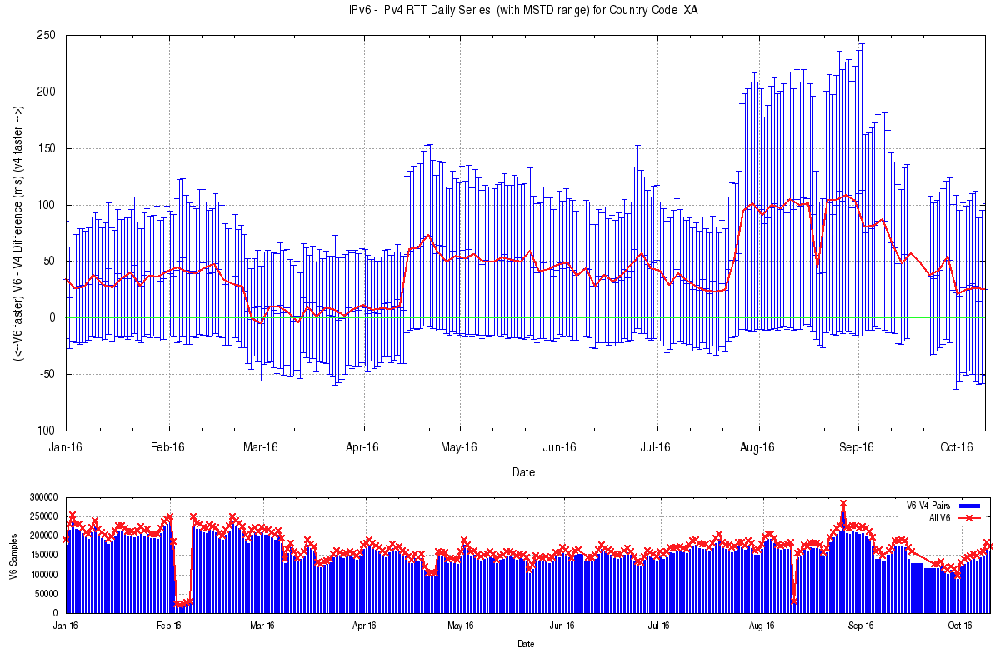 IPv6 - IPv4 RTT Daily Series (with MSTD range) for Country Code XA
250
200
150
100
50
0
-50
-100
(<--V6 faster) V6 - V4 Difference (ms) (v4 faster -->)
Jan-16 Feb-16 Mar-16 Apr-16 May-16 Jun-16 Jul-16 Aug-16 Sep-16 Oct-16
Date
300000
250000
200000
150000
100000
50000
0
V6 Samples
V6-V4 Pairs
All V6
Jan-16 Feb-16 Mar-16 Apr-16 May-16 Jun-16 Jul-16 Aug-16 Sep-16 Oct-16
Date